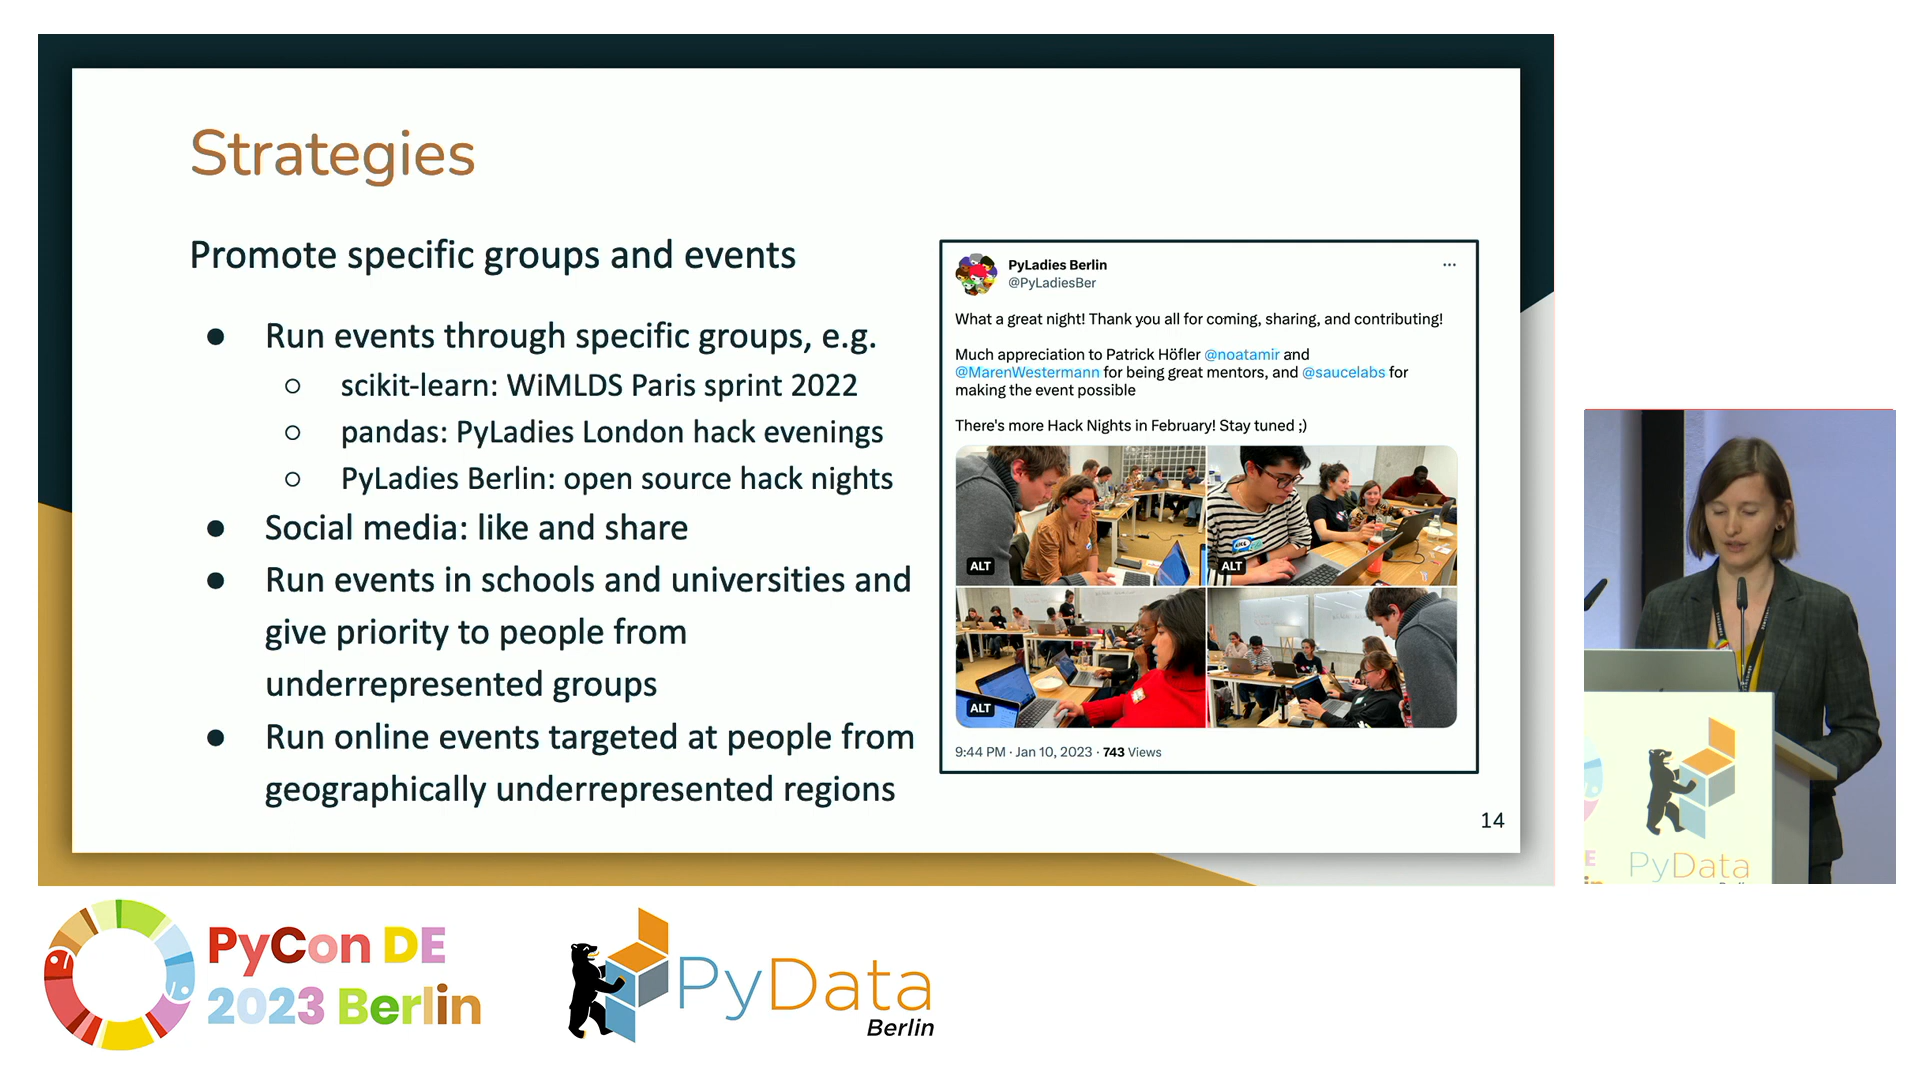 Strategies
Promote specific groups and events
● Run events through specific groups, e.g.
○ scikit-learn: WiMLDS Paris sprint 2022
○ pandas: PyLadies London hack evenings
○ PyLadies Berlin: open source hack nights
● Social media: like and share
● Run events in schools and universities and
give priority to people from
underrepresented groups
● Run online events targeted at people from
geographically underrepresented regions
PyLadies Berlin
@PyLadiesBer
...
What a great night! Thank you all for coming, sharing, and contributing!
Much appreciation to Patrick Höfler @noatamir and
@MarenWestermann for being great mentors, and @saucelabs for
making the event possible
There's more Hack Nights in February! Stay tuned ;)
ALT
ALT
ALT
9:44 PM · Jan 10, 2023 · 743 Views
14
PyData
E
PyCon DE
2023 Berlin
PyData
Berlin